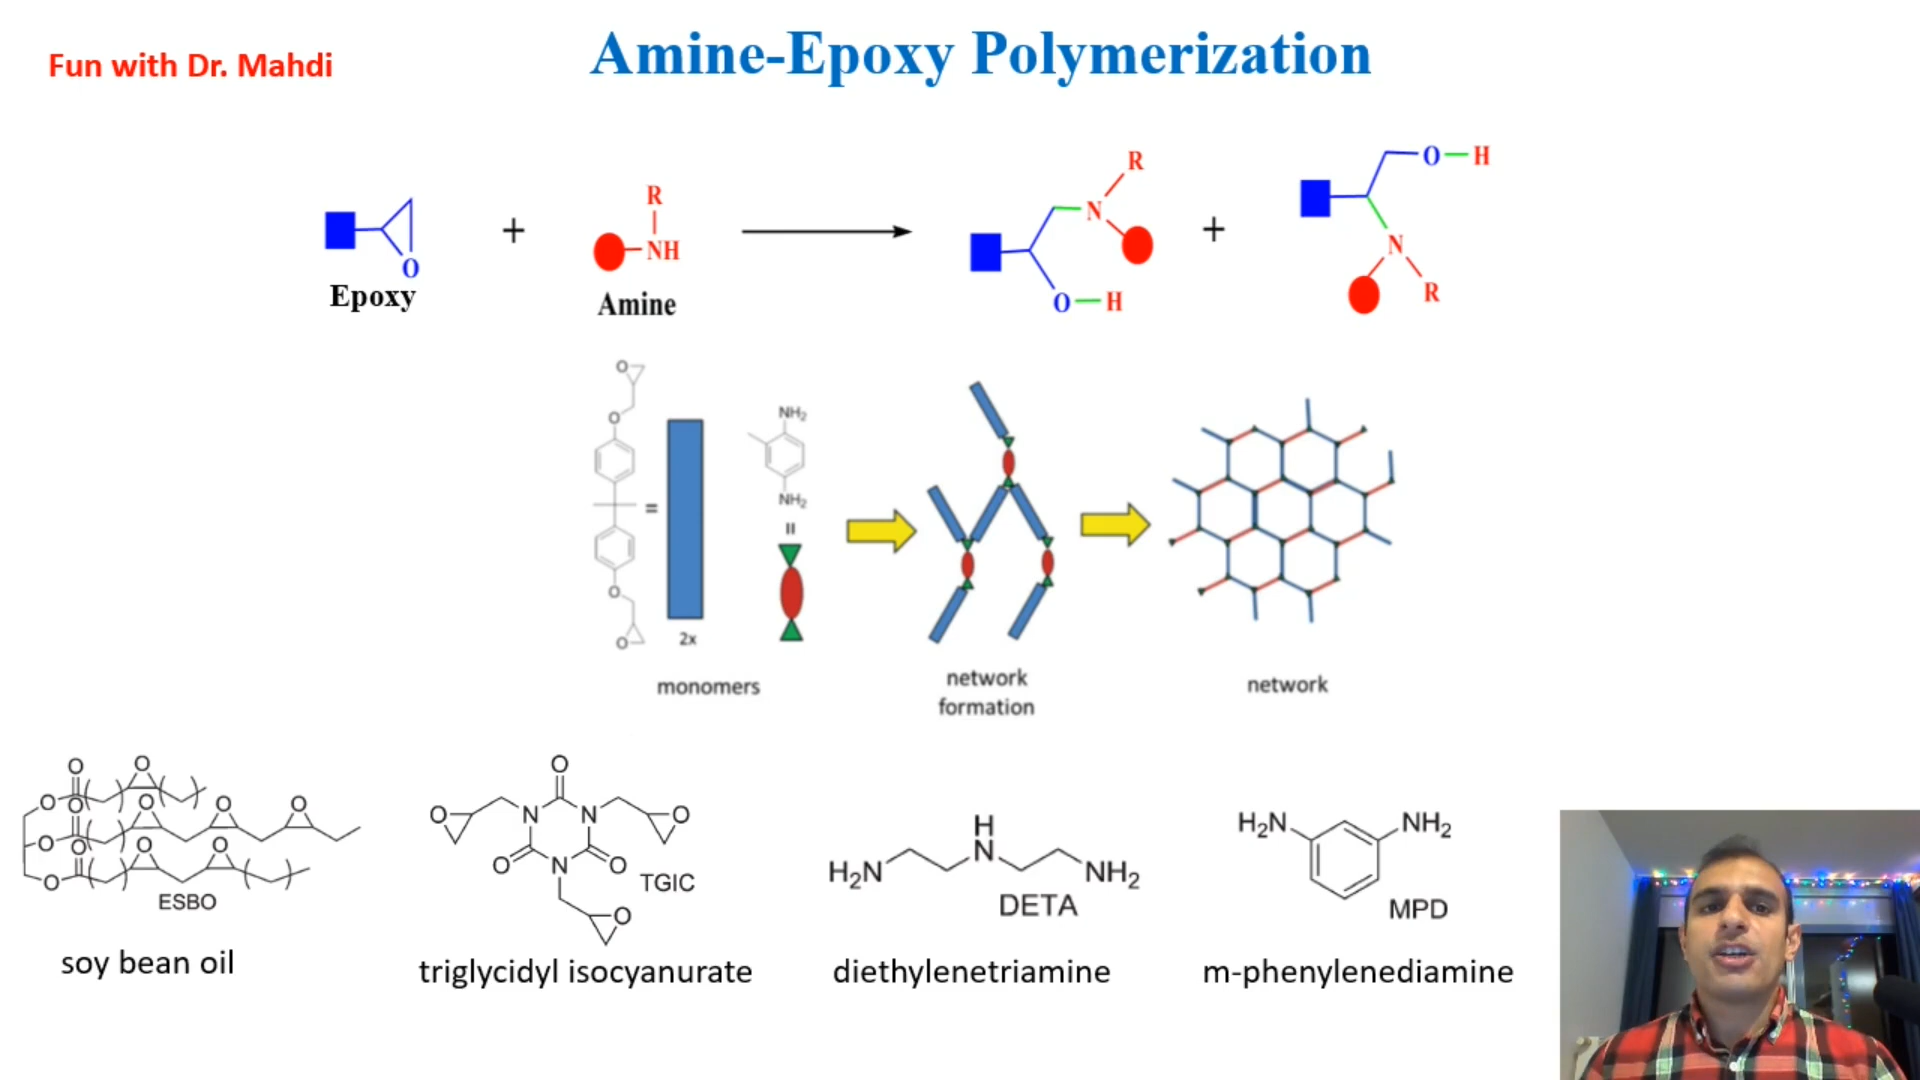 Fun with Dr. Mahdi
Amine-Epoxy Polymerization
O
Epoxy
+
R
NH
Amine
R
N
O H
+
O H
N
R
O
O
=
O
O
2x
NH₂
NH₂
=
monomers
network
formation
network
O
O
O
O
O
O
O
O
O
O
O
O
ESBO
soy bean oil
O
O
N
N
O
O
N
O
O
TGIC
triglycidyl isocyanurate
H₂N
H
N
NH₂
DETA
diethylenetriamine
H₂N
NH₂
MPD
m-phenylenediamine